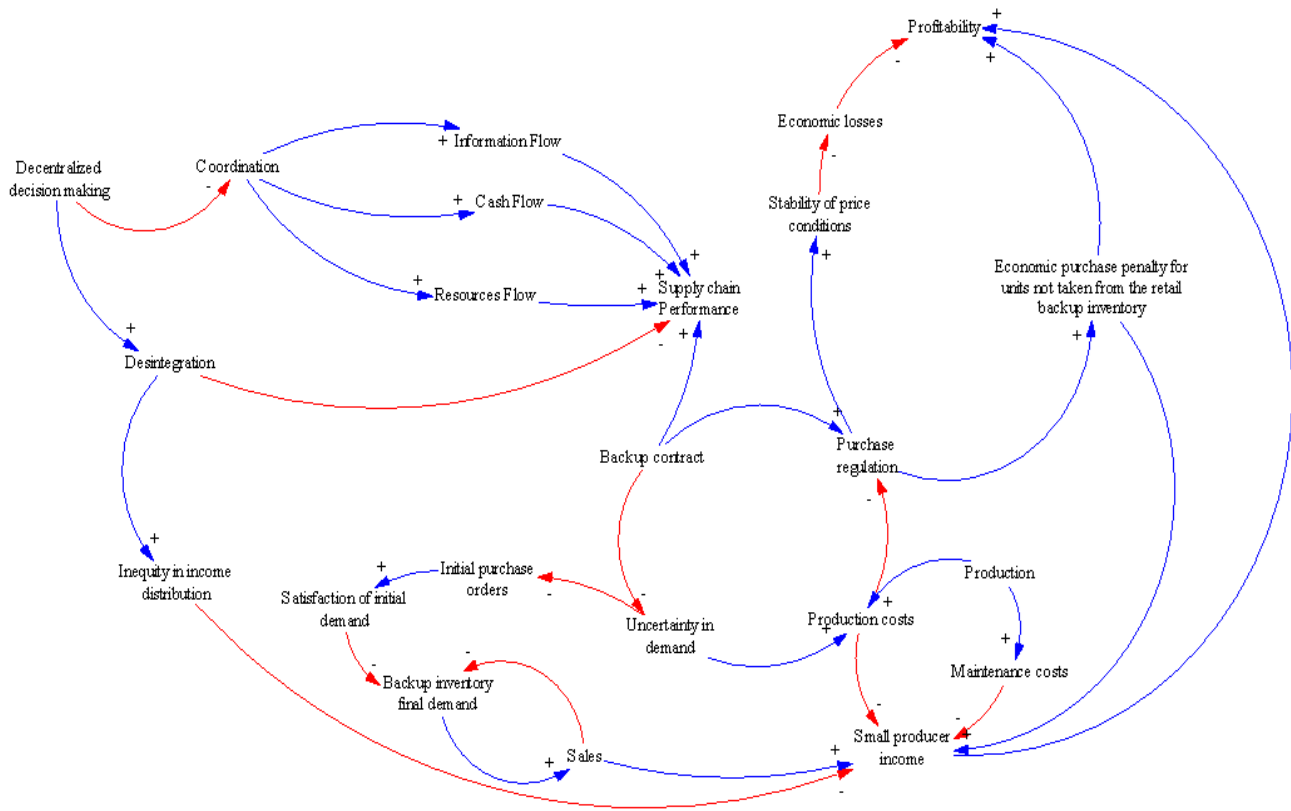 Profitability
+
+
-
Economic losses
-
Decentralized
decision making
Coordination
-
+ Information Flow
+ Cash Flow
+ Resources Flow
Stability of price
conditions
+
Economic purchase penalty for
units not taken from the retail
backup inventory
+
+
+
+
Supply chain
Performance
+
-
+
Desintegration
Backup contract
+
Purchase
regulation
-
+
Inequity in income
distribution
+
Initial purchase
orders
-
Satisfaction of initial
demand
-
Uncertainty in
demand
Production
+
Production costs
+
+
Maintenance costs
-
-
Backup inventory
final demand
-
-
Small producer
income
+
+
Sales
+
-